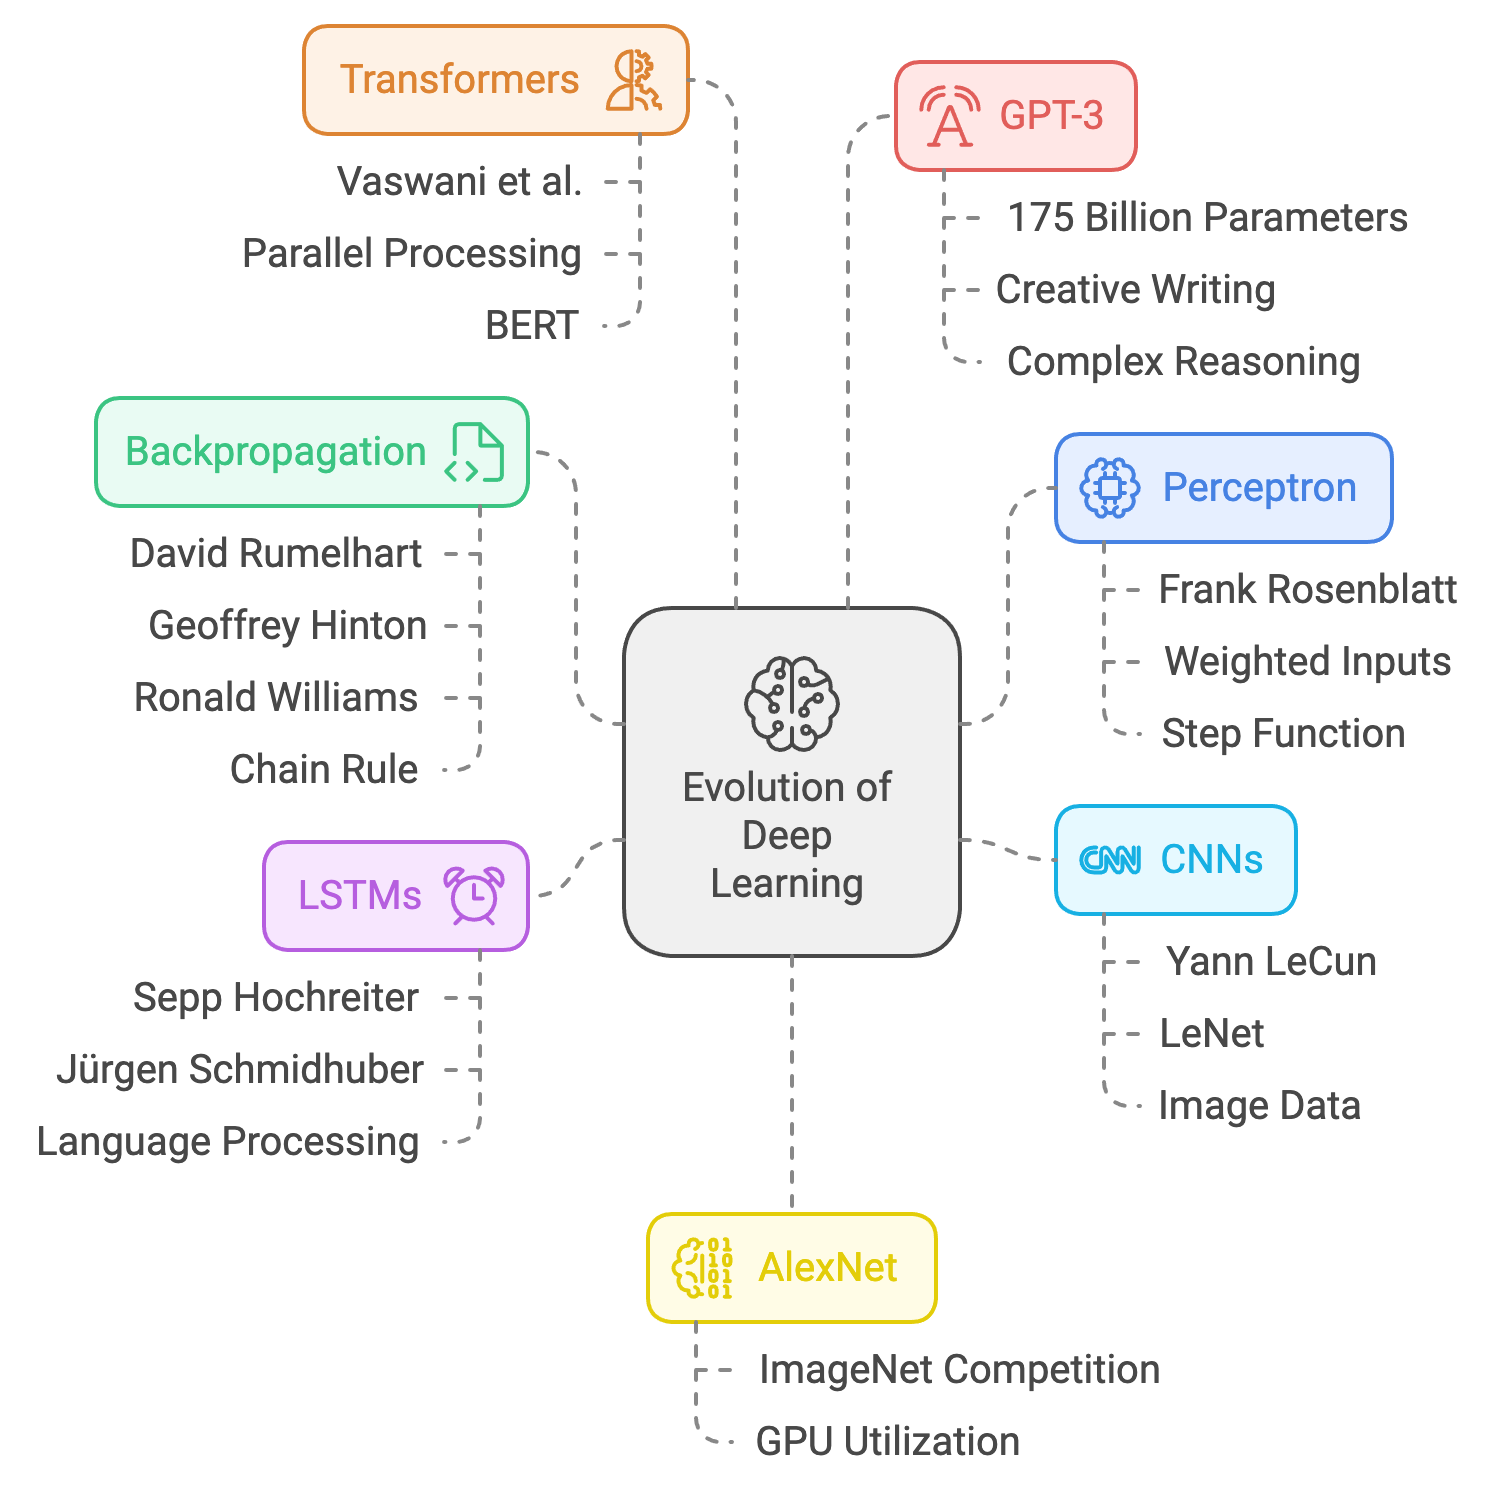 Transformers
Vaswani et al.
Parallel Processing
BERT
GPT-3
175 Billion Parameters
Creative Writing
Complex Reasoning
Backpropagation
David Rumelhart
Geoffrey Hinton
Ronald Williams
Chain Rule
Perceptron
Frank Rosenblatt
Weighted Inputs
Step Function
Evolution of
Deep
Learning
LSTMs
Sepp Hochreiter
Jürgen Schmidhuber
Language Processing
CNN CNNs
Yann LeCun
LeNet
Image Data
01
10
01
01
AlexNet
ImageNet Competition
GPU Utilization